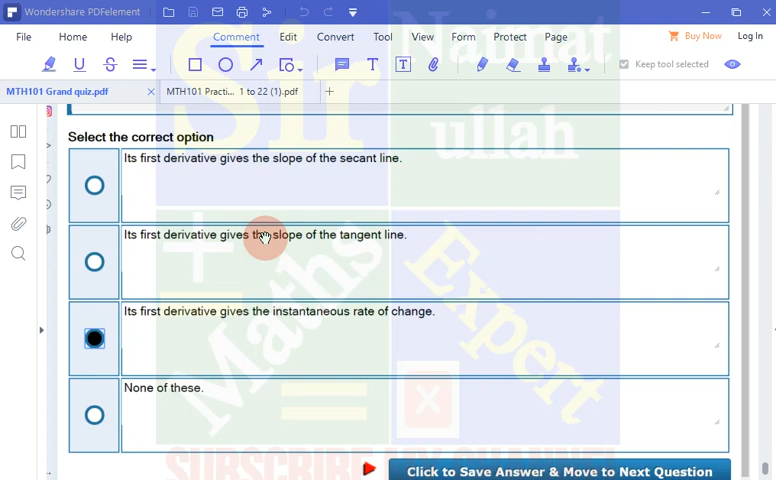 Wondershare PDFelement
File Home Help Comment Edit Convert Tool View Form Protect Page Buy Now Log In
Keep tool selected
MTH101 Grand quiz.pdf MTH101 Practi... 1 to 22 (1).pdf
Sir Nainnat ullah
Select the correct option
Its first derivative gives the slope of the secant line.
Its first derivative gives the slope of the tangent line.
Its first derivative gives the instantaneous rate of change.
None of these.
Maths Expert
SUBSCRIBE MY CHANNEL
Click to Save Answer & Move to Next Question